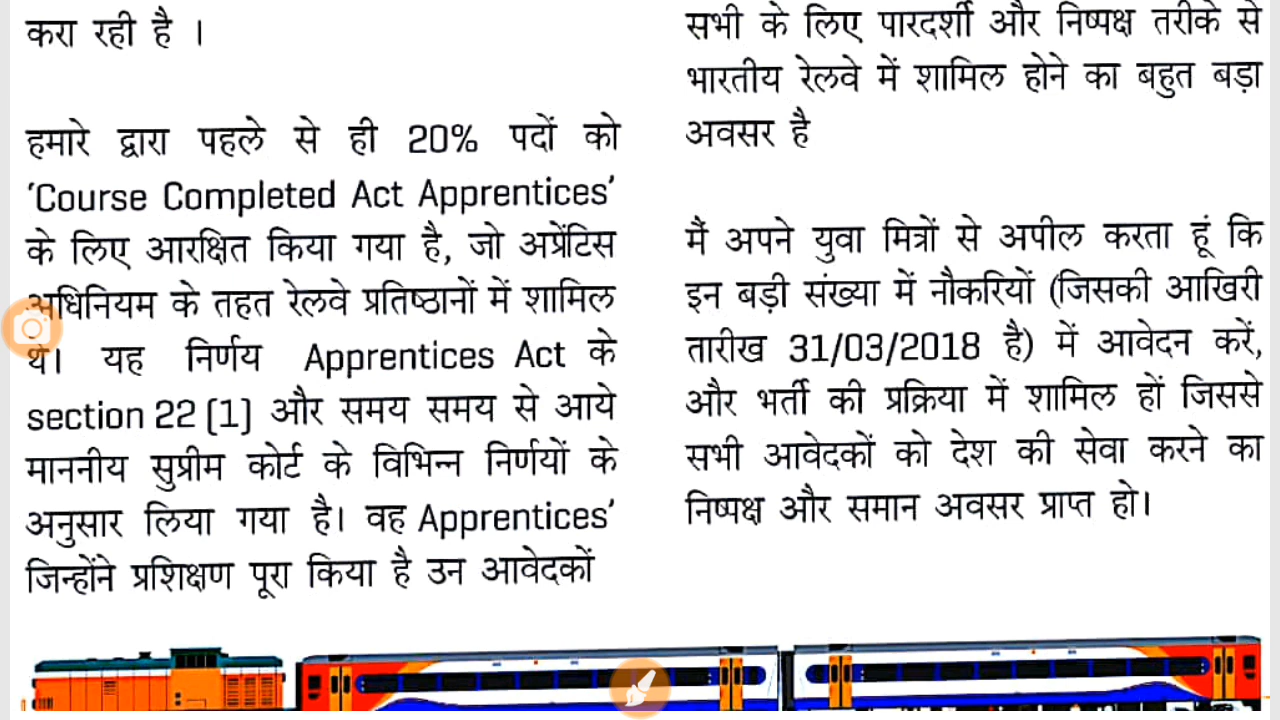 करा रही है ।
हमारे द्वारा पहले से ही 20% पदों को
‘Course Completed Act Apprentices’
के लिए आरक्षित किया गया है, जो अप्रेंटिस
अधिनियम के तहत रेलवे प्रतिष्ठानों में शामिल
थे। यह निर्णय Apprentices Act के
section 22 (1) और समय समय से आये
माननीय सुप्रीम कोर्ट के विभिन्न निर्णयों के
अनुसार लिया गया है। वह Apprentices’
जिन्होंने प्रशिक्षण पूरा किया है उन आवेदकों
सभी के लिए पारदर्शी और निष्पक्ष तरीके से
भारतीय रेलवे में शामिल होने का बहुत बड़ा
अवसर है
मैं अपने युवा मित्रों से अपील करता हूं कि
इन बड़ी संख्या में नौकरियों (जिसकी आखिरी
तारीख 31/03/2018 है) में आवेदन करें,
और भर्ती की प्रक्रिया में शामिल हों जिससे
सभी आवेदकों को देश की सेवा करने का
निष्पक्ष और समान अवसर प्राप्त हो।